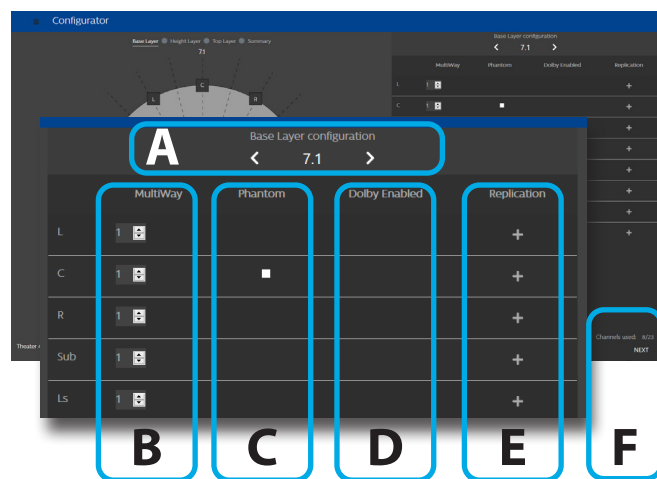 Configurator
Base Layer Height Layer Top Layer Summary
7.1
L C R
Base Layer configuration
< 7.1 >
MultiWay Phantom Dolby Enabled Replication
L 1 +
C 1 +
+
+
+
+
+
+
Theater
Channels used: 8/23
NEXT
A
Base Layer configuration
< 7.1 >
MultiWay Phantom Dolby Enabled Replication
L 1 +
C 1 +
R 1 +
Sub 1 +
Ls 1 +
B C D E F